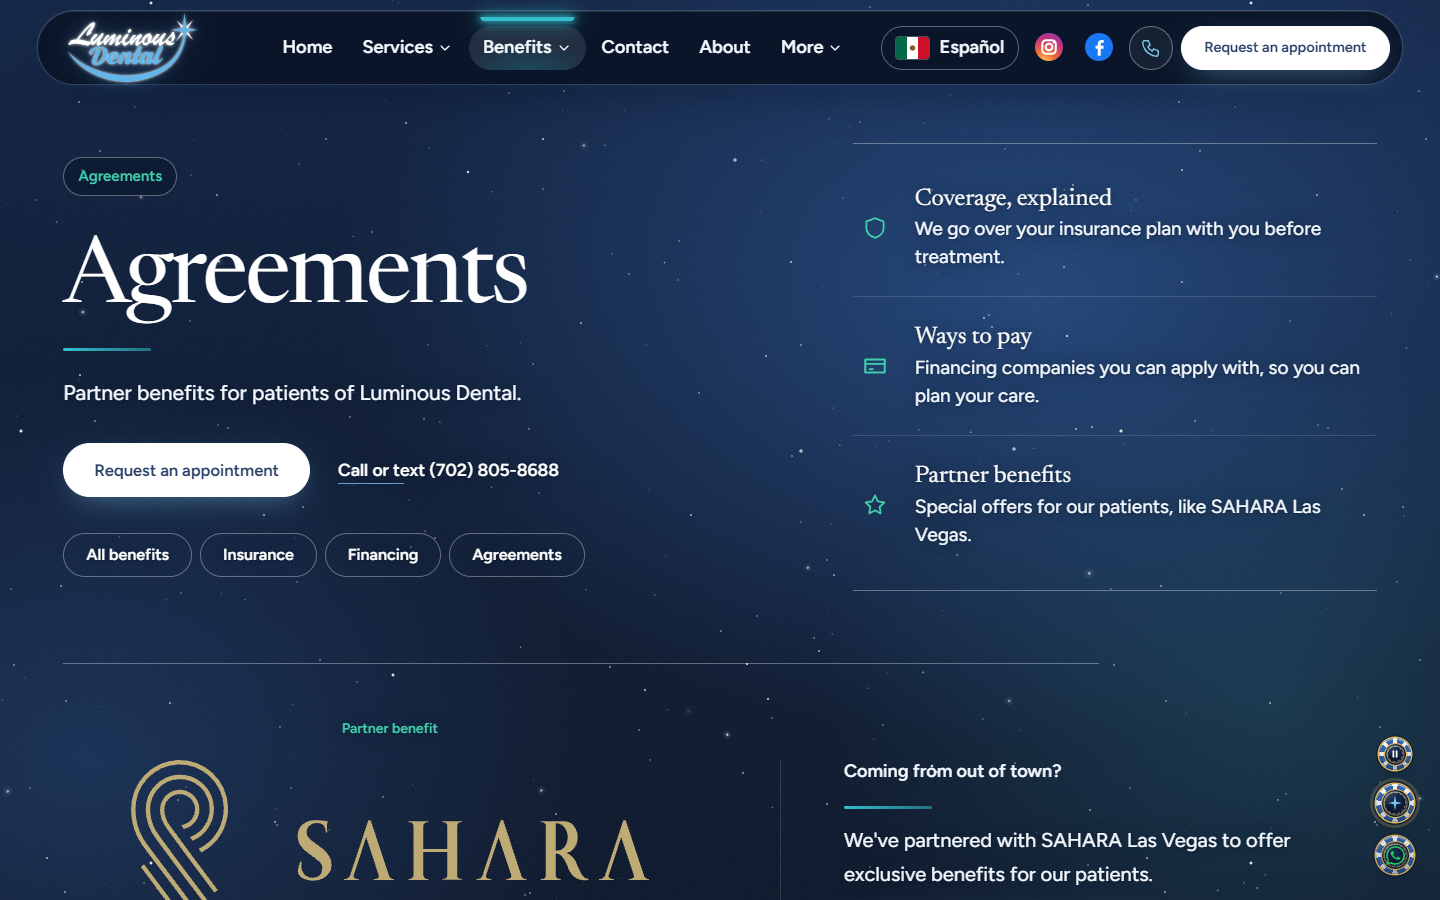 Luminous
Dental
Home
Services
Benefits
Contact
About
More
Español
Request an appointment
Agreements
Agreements
Partner benefits for patients of Luminous Dental.
Request an appointment
Call or text (702) 805-8688
All benefits
Insurance
Financing
Agreements
Coverage, explained
We go over your insurance plan with you before
treatment.
Ways to pay
Financing companies you can apply with, so you can
plan your care.
Partner benefits
Special offers for our patients, like SAHARA Las
Vegas.
Partner benefit
SAHARA
Coming from out of town?
We've partnered with SAHARA Las Vegas to offer
exclusive benefits for our patients.